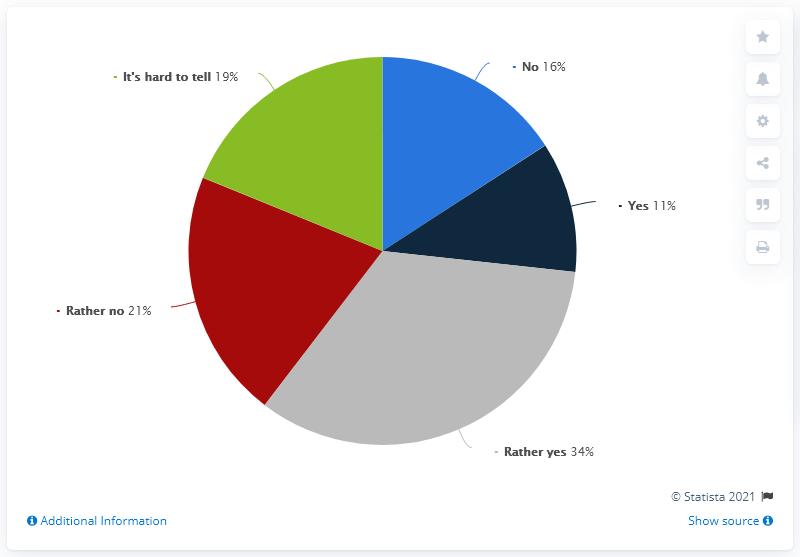 It's hard to tell 19%
No 16%
Yes 11%
Rather no 21%
Rather yes 34%
© Statista 2021
Additional Information
Show source